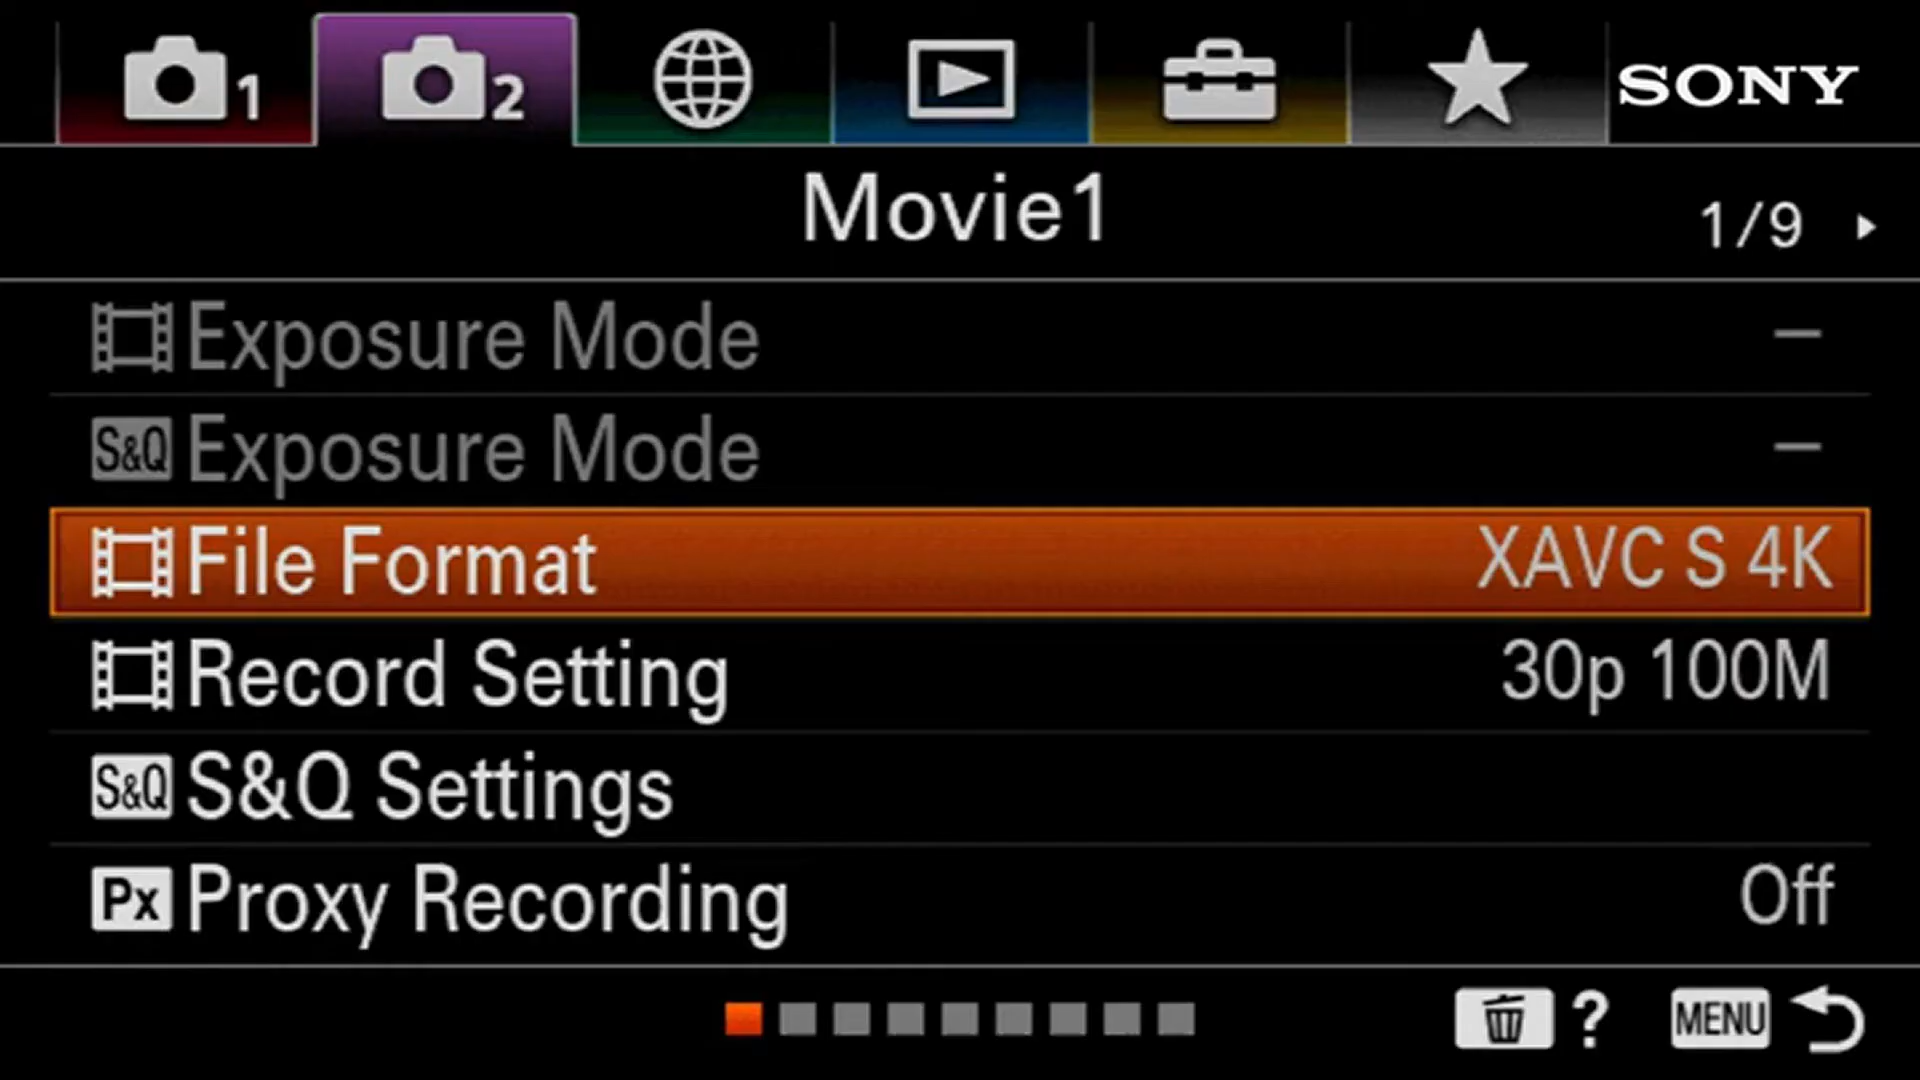 1 2 SONY
Movie1 1/9
Exposure Mode –
S&Q Exposure Mode –
File Format XAVC S 4K
Record Setting 30p 100M
S&Q S&Q Settings
Px Proxy Recording Off
? MENU